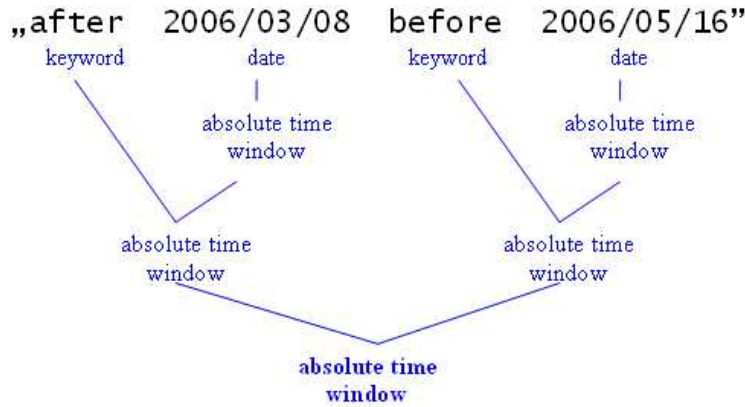 „after 2006/03/08 before 2006/05/16”
keyword date keyword date
absolute time absolute time
window window
absolute time absolute time
window window
absolute time
window